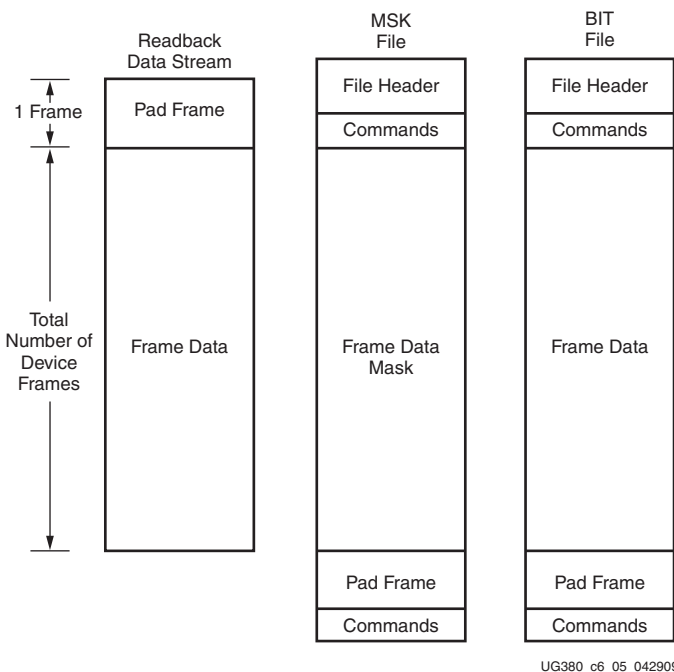 Readback
Data Stream
MSK
File
BIT
File
1 Frame
Pad Frame
File Header
File Header
Commands
Commands
Total
Number of
Device
Frames
Frame Data
Frame Data
Mask
Frame Data
Pad Frame
Pad Frame
Commands
Commands
UG380_c6_05_042909